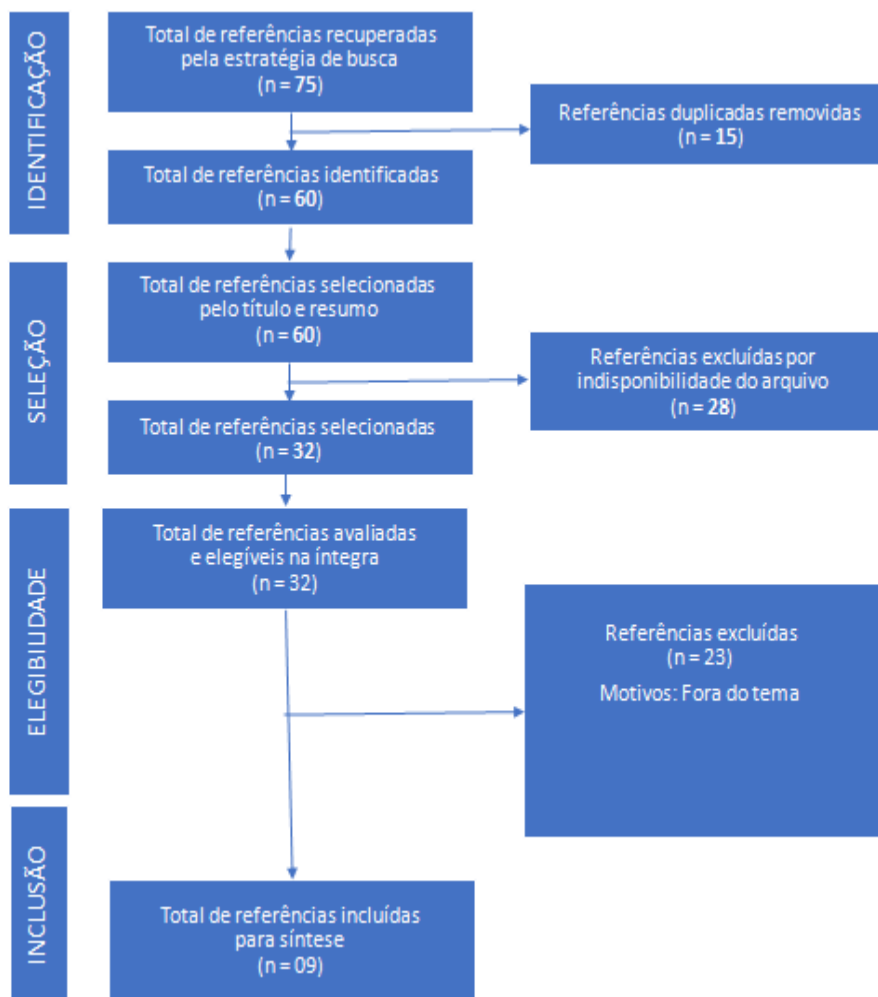 IDENTIFICAÇÃO
Total de referências recuperadas
pela estratégia de busca
(n = 75)
Referências duplicadas removidas
(n = 15)
Total de referências identificadas
(n = 60)
SELEÇÃO
Total de referências selecionadas
pelo título e resumo
(n = 60)
Referências excluídas por
indisponibilidade do arquivo
(n = 28)
Total de referências selecionadas
(n = 32)
ELEGIBILIDADE
Total de referências avaliadas
e elegíveis na íntegra
(n = 32)
Referências excluídas
(n = 23)
Motivos: Fora do tema
INCLUSÃO
Total de referências incluídas
para síntese
(n = 09)